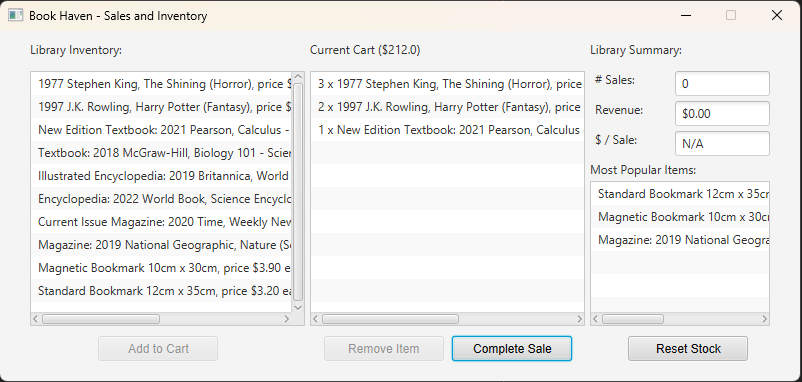 Book Haven - Sales and Inventory
Library Inventory:
1977 Stephen King, The Shining (Horror), price $
1997 J.K. Rowling, Harry Potter (Fantasy), price $
New Edition Textbook: 2021 Pearson, Calculus -
Textbook: 2018 McGraw-Hill, Biology 101 - Scien
Illustrated Encyclopedia: 2019 Britannica, World
Encyclopedia: 2022 World Book, Science Encyclo
Current Issue Magazine: 2020 Time, Weekly New
Magazine: 2019 National Geographic, Nature (Se
Magnetic Bookmark 10cm x 30cm, price $3.90 ea
Standard Bookmark 12cm x 35cm, price $3.20 ea
Add to Cart
Current Cart ($212.0)
3 x 1977 Stephen King, The Shining (Horror), price
2 x 1997 J.K. Rowling, Harry Potter (Fantasy), price
1 x New Edition Textbook: 2021 Pearson, Calculus
Remove Item
Complete Sale
Library Summary:
# Sales:
0
Revenue:
$0.00
$ / Sale:
N/A
Most Popular Items:
Standard Bookmark 12cm x 35cm
Magnetic Bookmark 10cm x 30cm
Magazine: 2019 National Geogra
Reset Stock